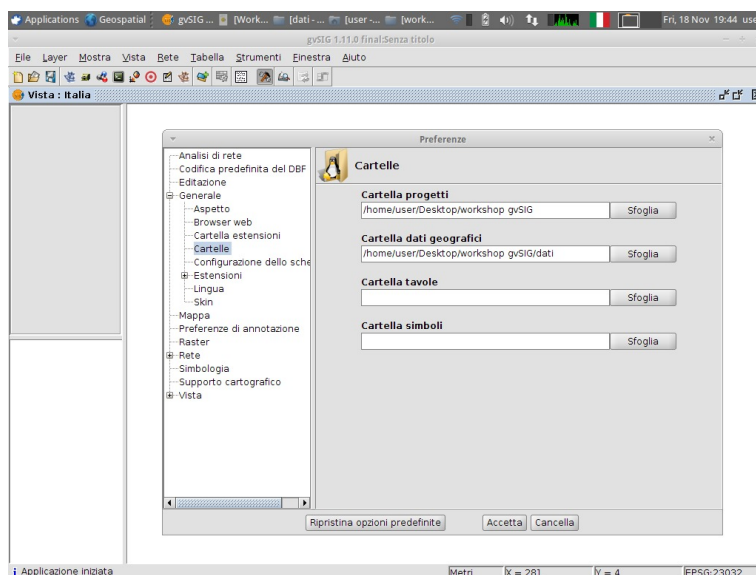 Applications Geospatial gvSIG ... [Work... [dati - ... [user -... [work... Fri, 18 Nov 19:44 use
gvSIG 1.11.0 final:Senza titolo
File Layer Mostra Vista Rete Tabella Strumenti Finestra Aiuto
Vista : Italia
Preferenze
Analisi di rete
Codifica predefinita del DBF
Editazione
Generale
Aspetto
Browser web
Cartella estensioni
Cartelle
Configurazione dello sche
Estensioni
Lingua
Skin
Mappa
Preferenze di annotazione
Raster
Rete
Simbologia
Supporto cartografico
Vista
Cartelle
Cartella progetti
/home/user/Desktop/workshop gvSIG Sfoglia
Cartella dati geografici
/home/user/Desktop/workshop gvSIG/dati Sfoglia
Cartella tavole
Sfoglia
Cartella simboli
Sfoglia
Ripristina opzioni predefinite Accetta Cancella
Applicazione iniziata Metri X = 281 Y = 4 EPSG:23032